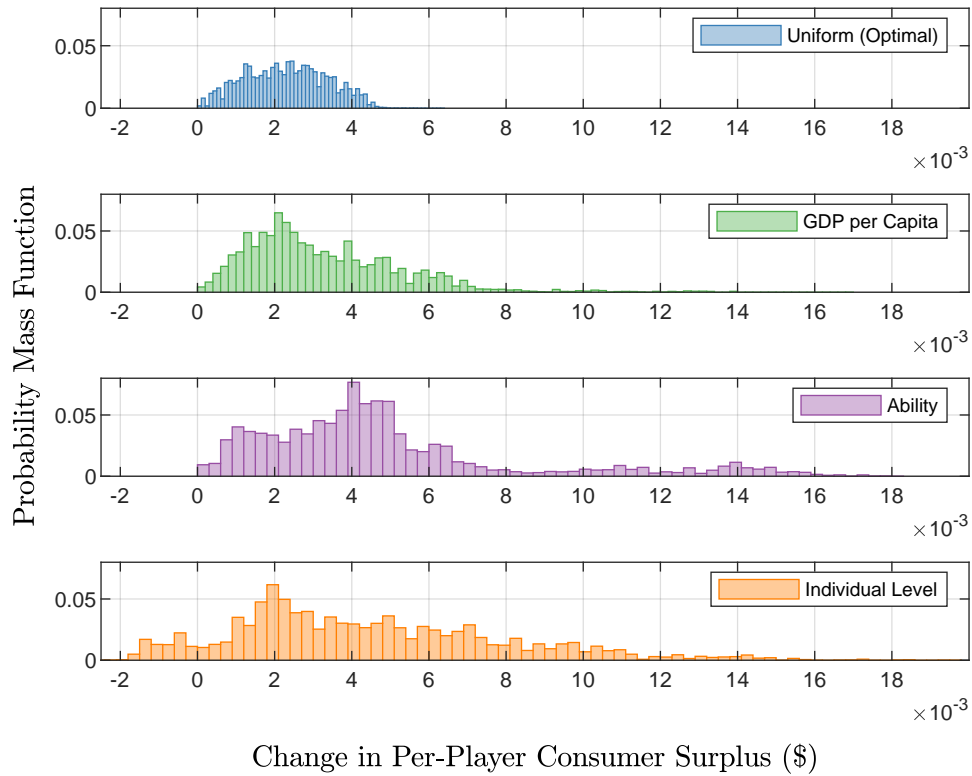 Uniform (Optimal)
0.05
0
-2 0 2 4 6 8 10 12 14 16 18
×10-3
GDP per Capita
0.05
0
-2 0 2 4 6 8 10 12 14 16 18
×10-3
Probability Mass Function
Ability
0.05
0
-2 0 2 4 6 8 10 12 14 16 18
×10-3
Individual Level
0.05
0
-2 0 2 4 6 8 10 12 14 16 18
×10-3
Change in Per-Player Consumer Surplus ($)